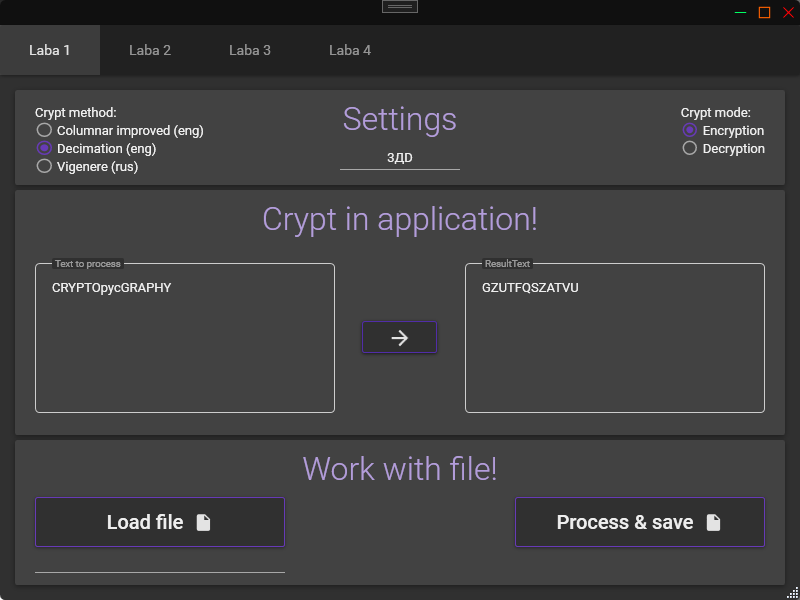 Laba 1 Laba 2 Laba 3 Laba 4
Crypt method:
Columnar improved (eng)
Decimation (eng)
Vigenere (rus)
Settings
3ДD
Crypt mode:
Encryption
Decryption
Crypt in application!
Text to process
CRYPTOрусGRAPHY
ResultText
GZUTFQSZATVU
Work with file!
Load file
Process & save